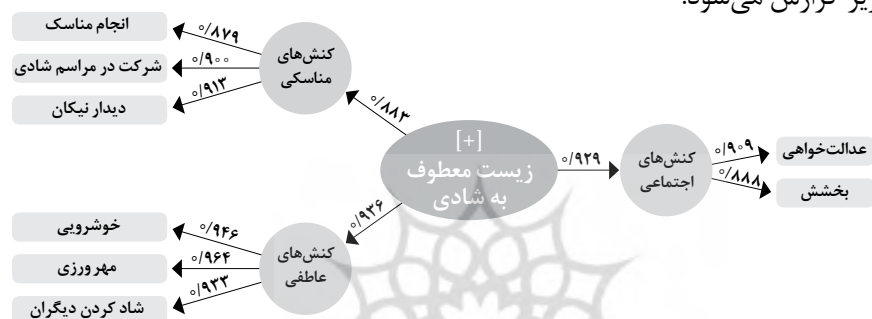 زیر گزارش می‌شود.
انجام مناسک
۰/۸۷۹
شرکت در مراسم شادی
۰/۹۰۰
دیدار نیکان
۰/۹۱۳
کنش‌های
مناسکی
۰/۸۸۳
[+]
زیست معطوف
به شادی
۰/۹۲۹
کنش‌های
اجتماعی
۰/۹۰۹
عدالت‌خواهی
۰/۸۸۸
بخشش
۰/۹۳۶
کنش‌های
عاطفی
۰/۹۴۶
خوشرویی
۰/۹۶۴
مهرورزی
۰/۹۳۳
شاد کردن دیگران